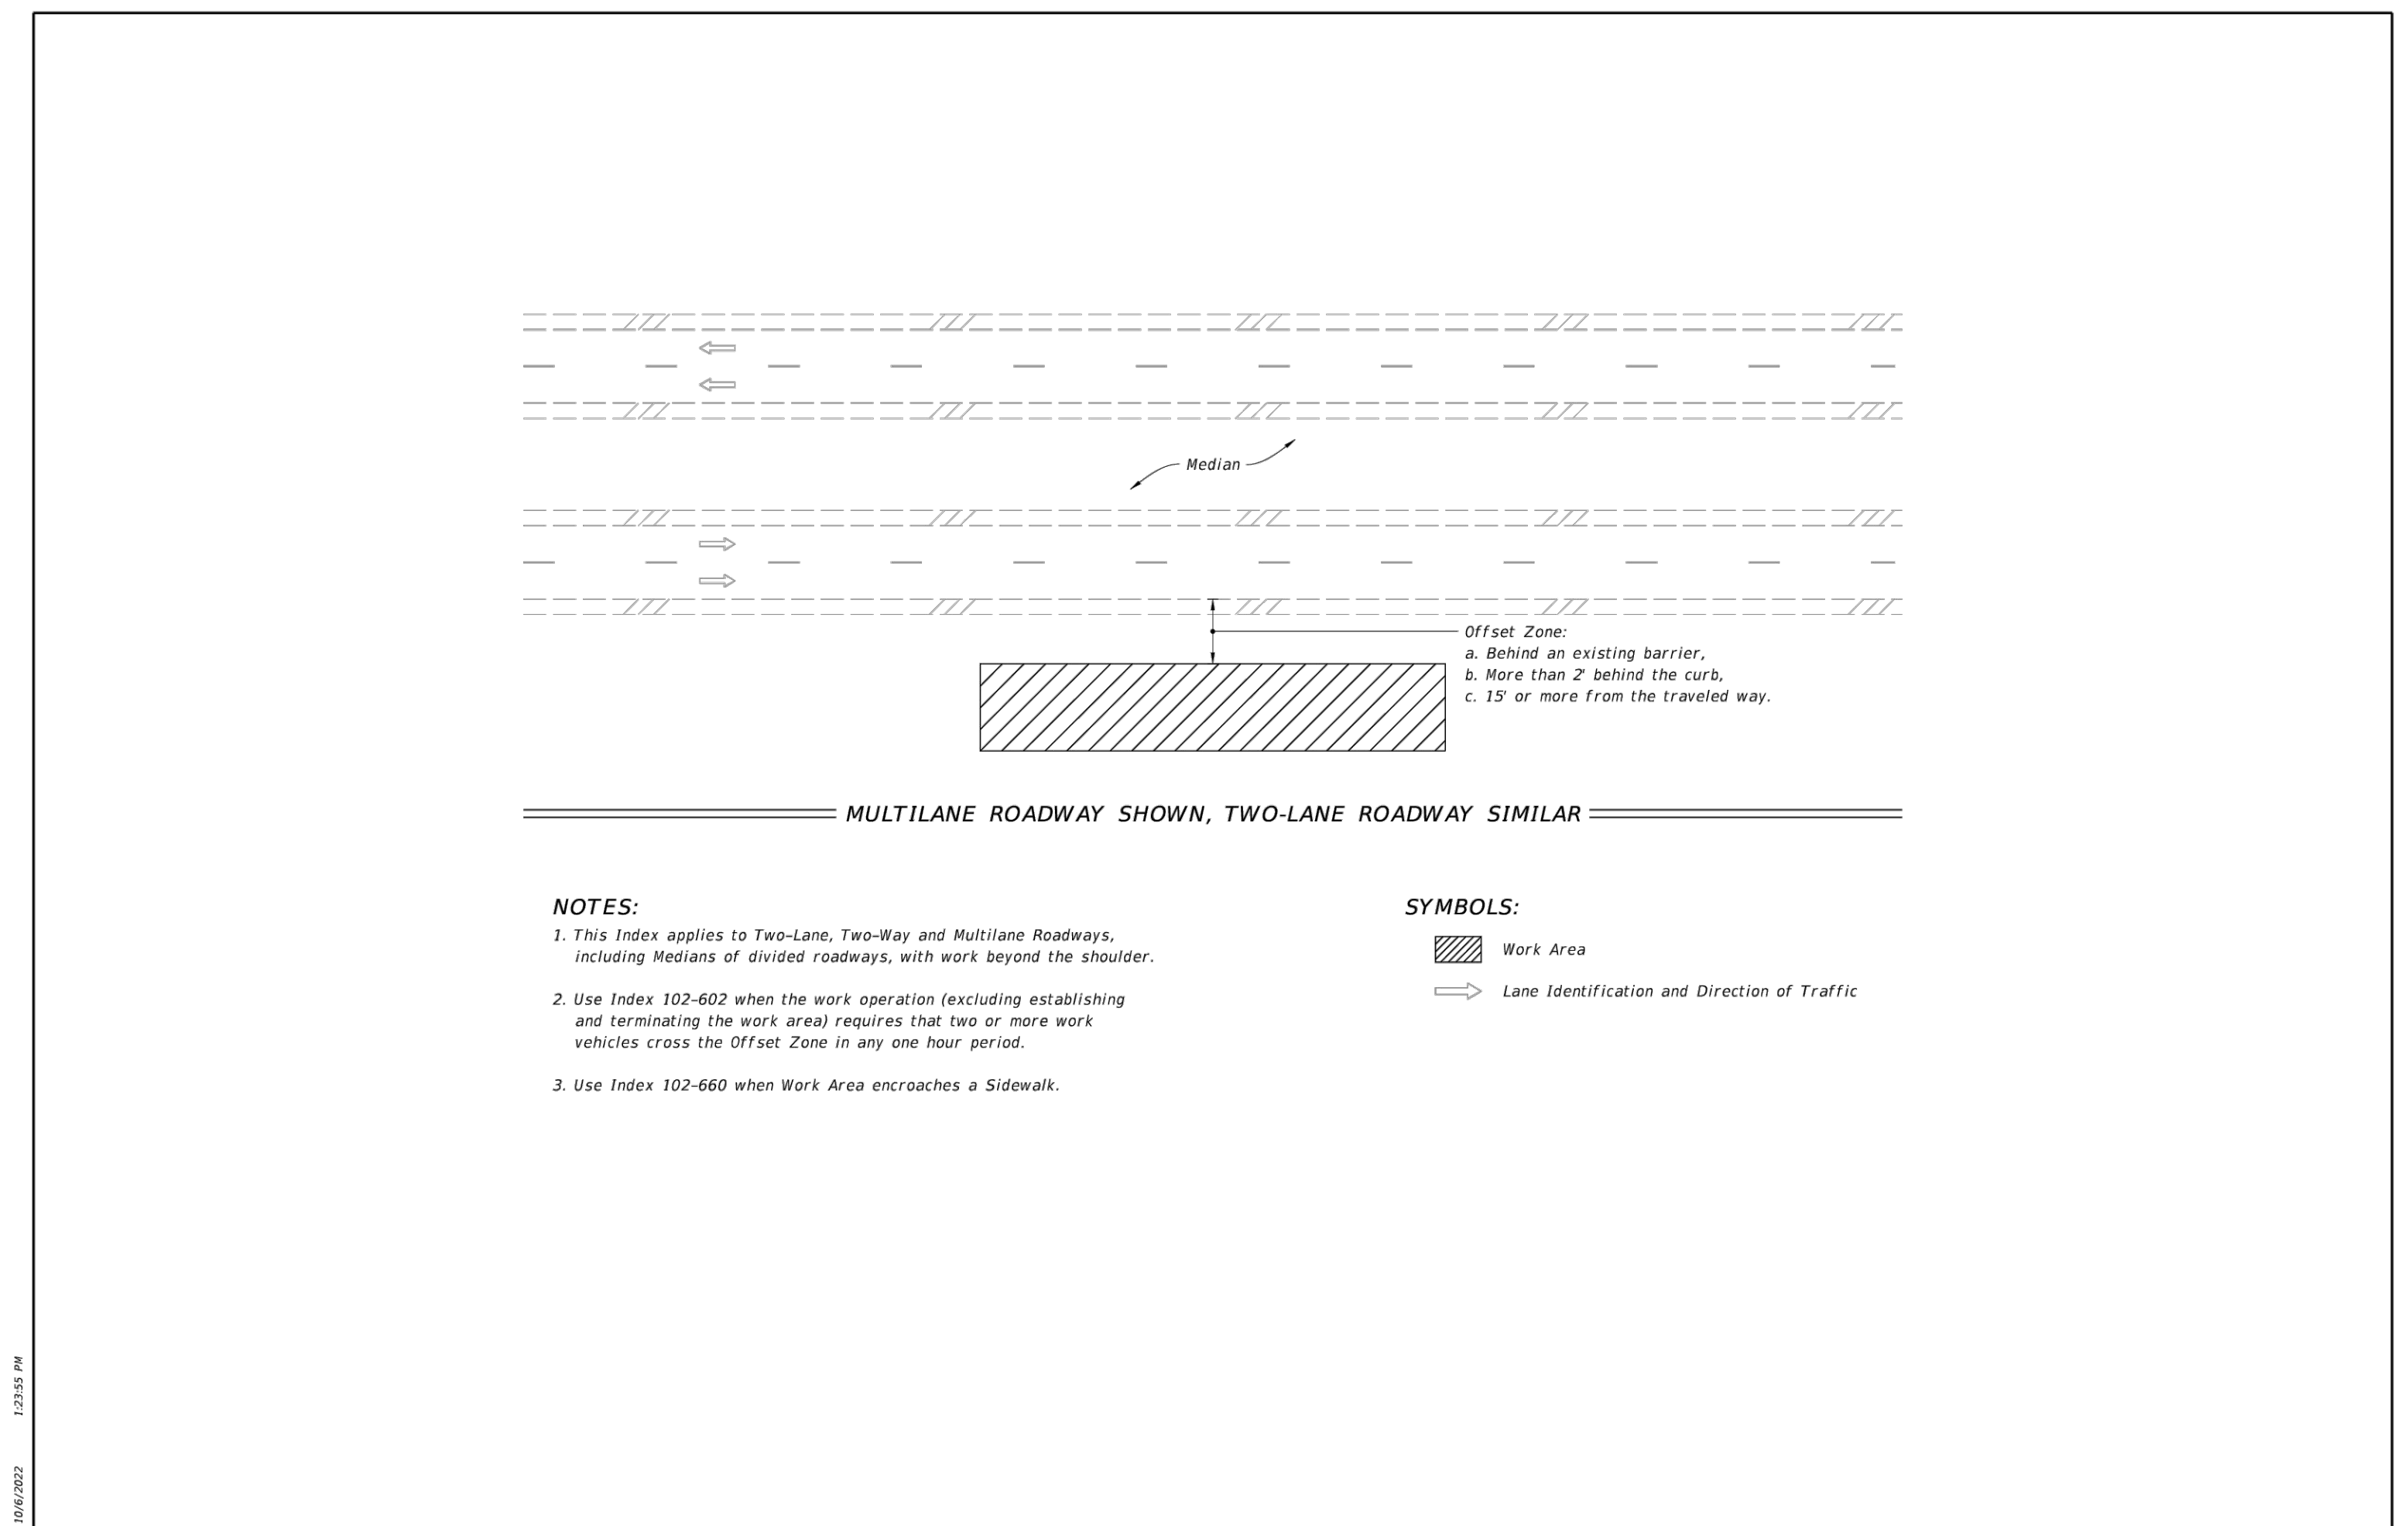 Median
Offset Zone:
a. Behind an existing barrier,
b. More than 2' behind the curb,
c. 15' or more from the traveled way.
MULTILANE ROADWAY SHOWN, TWO-LANE ROADWAY SIMILAR
NOTES:
1. This Index applies to Two-Lane, Two-Way and Multilane Roadways,
including Medians of divided roadways, with work beyond the shoulder.
2. Use Index 102-602 when the work operation (excluding establishing
and terminating the work area) requires that two or more work
vehicles cross the Offset Zone in any one hour period.
3. Use Index 102-660 when Work Area encroaches a Sidewalk.
SYMBOLS:
Work Area
Lane Identification and Direction of Traffic
10/6/2022 1:23:55 PM